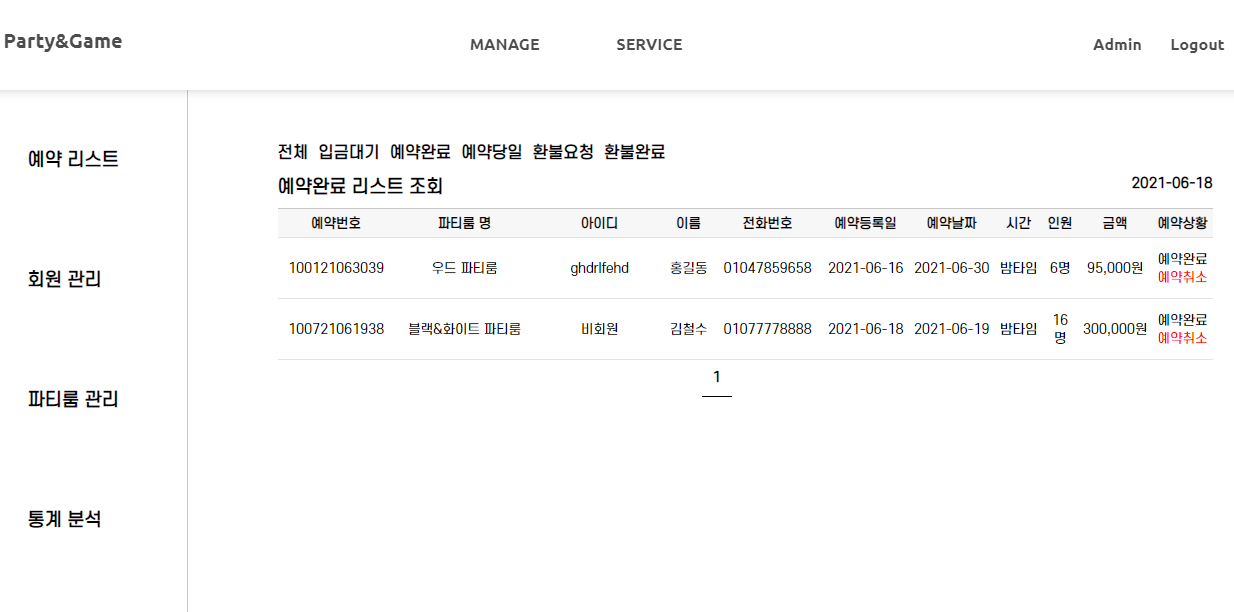 Party&Game MANAGE SERVICE Admin Logout
예약 리스트
회원 관리
파티룸 관리
통계 분석
전체 입금대기 예약완료 예약당일 환불요청 환불완료
예약완료 리스트 조회 2021-06-18
예약번호 파티룸 명 아이디 이름 전화번호 예약등록일 예약날짜 시간 인원 금액 예약상황
100121063039 우드 파티룸 ghdrlfehd 홍길동 01047859658 2021-06-16 2021-06-30 밤타임 6명 95,000원 예약완료
예약취소
100721061938 블랙&화이트 파티룸 비회원 김철수 01077778888 2021-06-18 2021-06-19 밤타임 16 300,000원 예약완료
명 예약취소
1